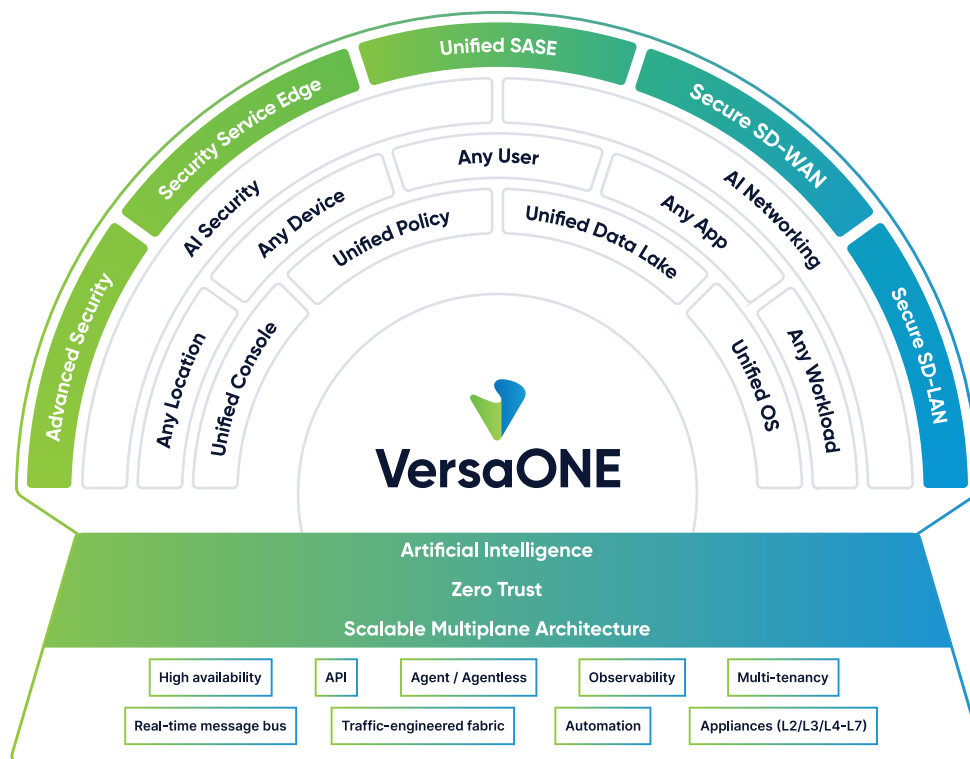 Advanced Security
Security Service Edge
Unified SASE
Secure SD-WAN
Secure SD-LAN
AI Security
AI Networking
Any Location
Any Device
Any User
Any App
Any Workload
Unified Console
Unified Policy
Unified Data Lake
Unified OS
VersaONE
Artificial Intelligence
Zero Trust
Scalable Multiplane Architecture
High availability
API
Agent / Agentless
Observability
Multi-tenancy
Real-time message bus
Traffic-engineered fabric
Automation
Appliances (L2/L3/L4-L7)